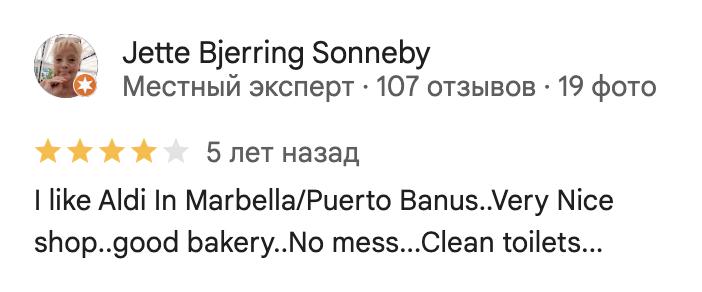 Jette Bjerring Sonneby
Местный эксперт · 107 отзывов · 19 фото
5 лет назад
I like Aldi In Marbella/Puerto Banus..Very Nice
shop..good bakery..No mess...Clean toilets...